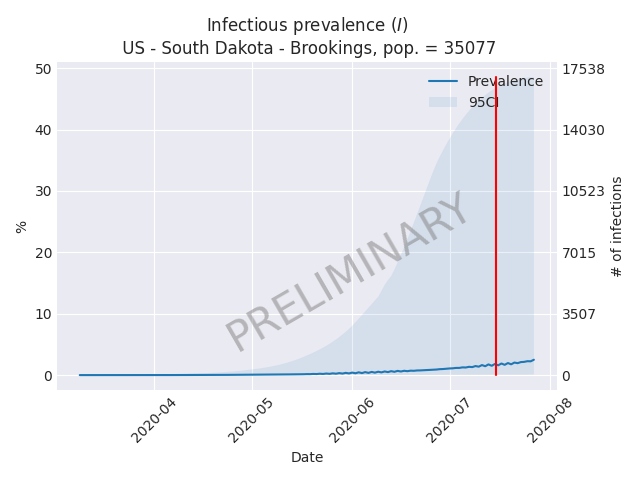 Infectious prevalence (I)
US - South Dakota - Brookings, pop. = 35077
50
40
30
20
10
0
%
17538
14030
10523
7015
3507
0
# of infections
Prevalence
95CI
PRELIMINARY
2020-04
2020-05
2020-06
2020-07
2020-08
Date